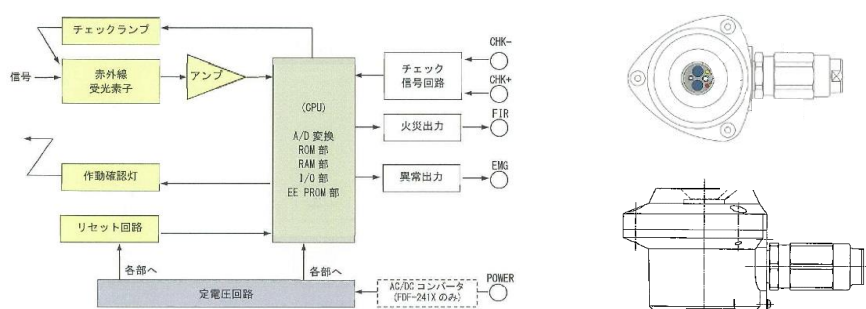 チェックランプ
信号
赤外線
受光素子
アンプ
作動確認灯
リセット回路
(CPU)
A/D 変換
ROM 部
RAM 部
I/O 部
EE PROM 部
チェック
信号回路
火災出力
異常出力
CHK-
CHK+
FIR
EMG
各部へ
各部へ
定電圧回路
AC/DC コンバータ
(FDF-241X のみ)
POWER